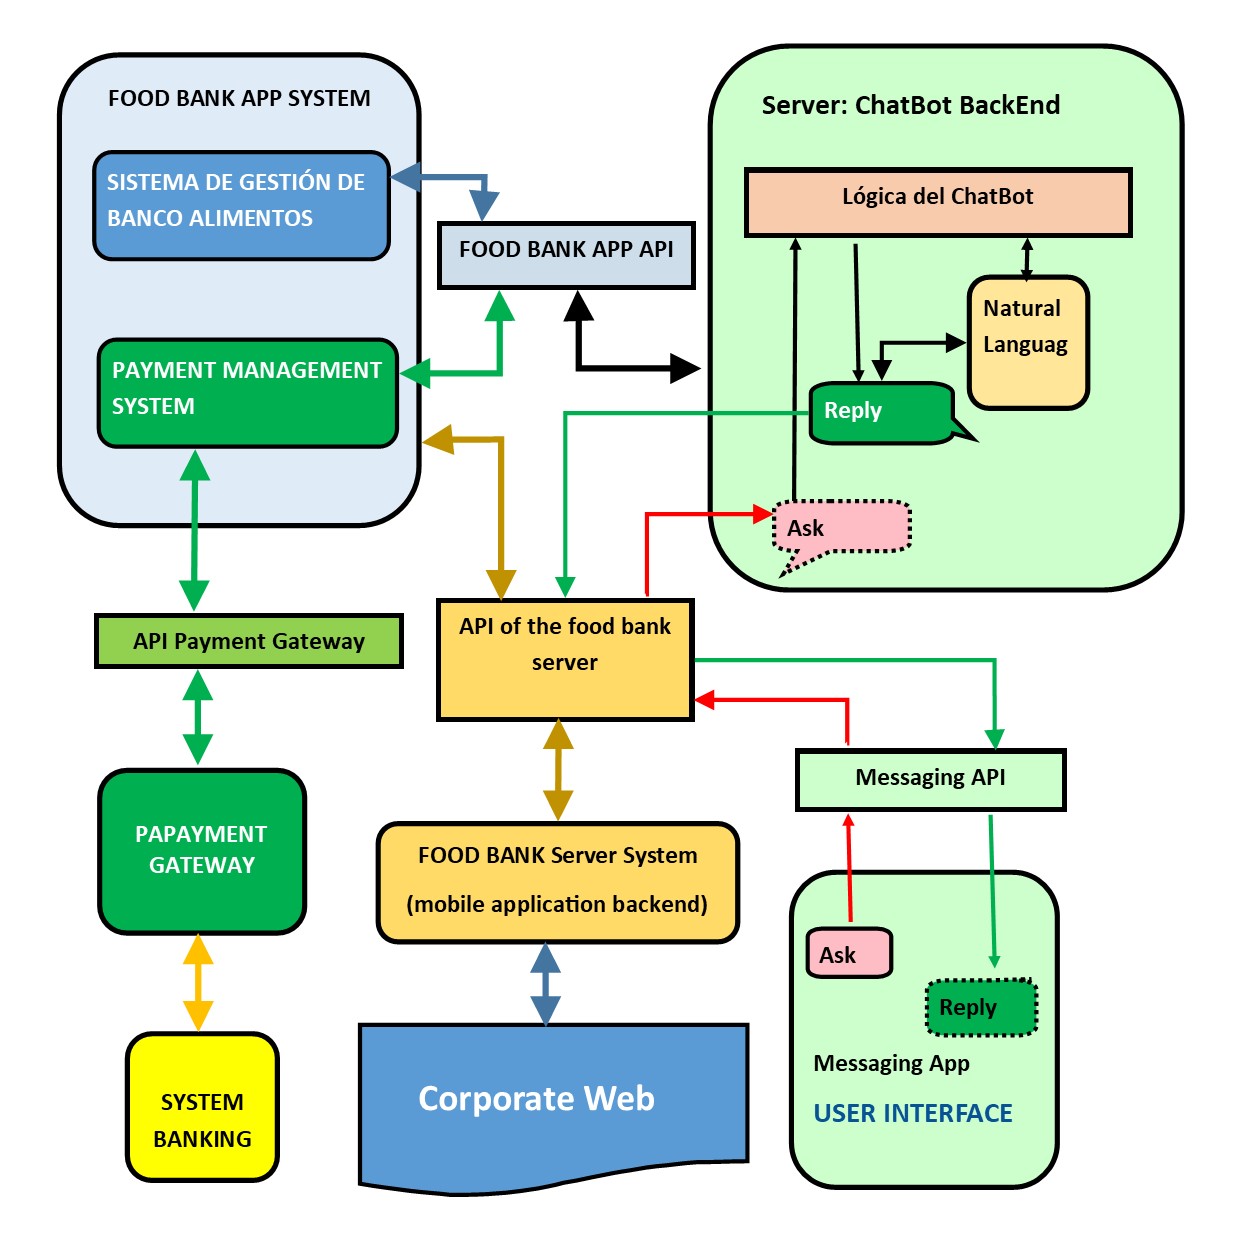 FOOD BANK APP SYSTEM
SISTEMA DE GESTIÓN DE
BANCO ALIMENTOS
FOOD BANK APP API
PAYMENT MANAGEMENT
SYSTEM
Server: ChatBot BackEnd
Lógica del ChatBot
Natural
Languag
Reply
Ask
API Payment Gateway
API of the food bank
server
Messaging API
PAPAYMENT
GATEWAY
FOOD BANK Server System
(mobile application backend)
Ask
Reply
Messaging App
USER INTERFACE
SYSTEM
BANKING
Corporate Web